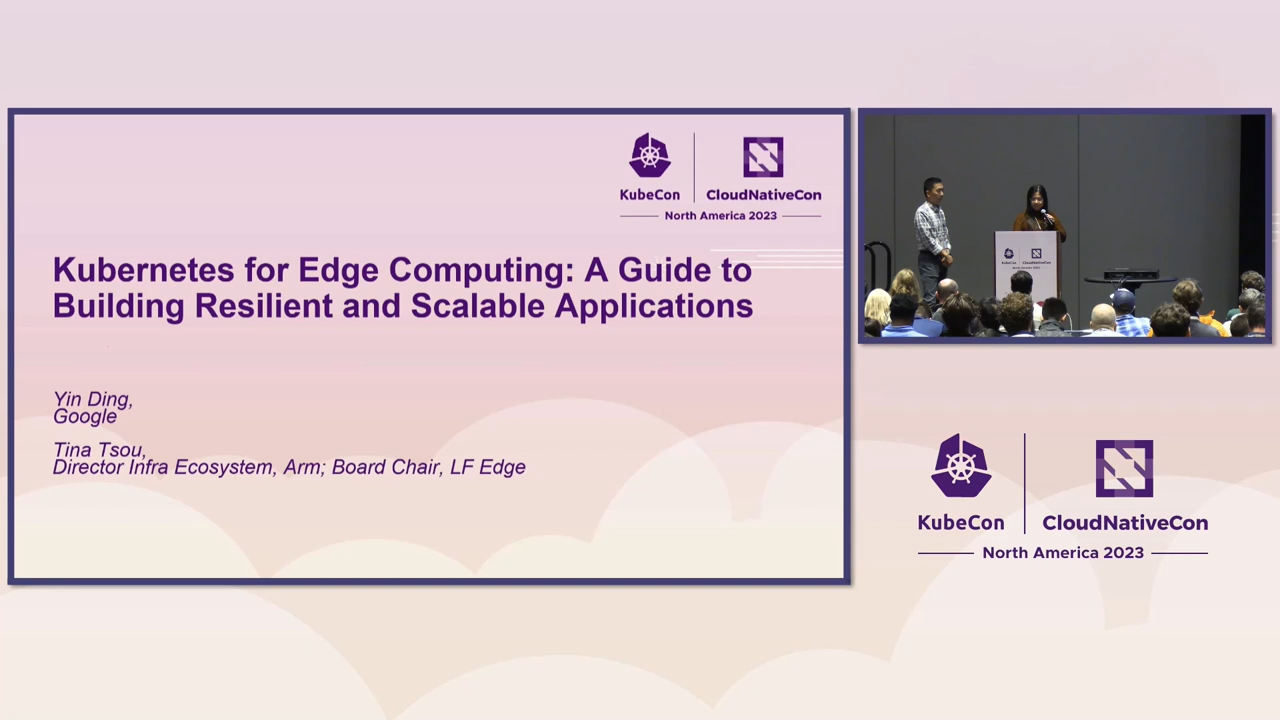 KubeCon
CloudNativeCon
North America 2023
Kubernetes for Edge Computing: A Guide to
Building Resilient and Scalable Applications
Yin Ding,
Google
Tina Tsou,
Director Infra Ecosystem, Arm; Board Chair, LF Edge
KubeCon
CloudNativeCon
North America 2023